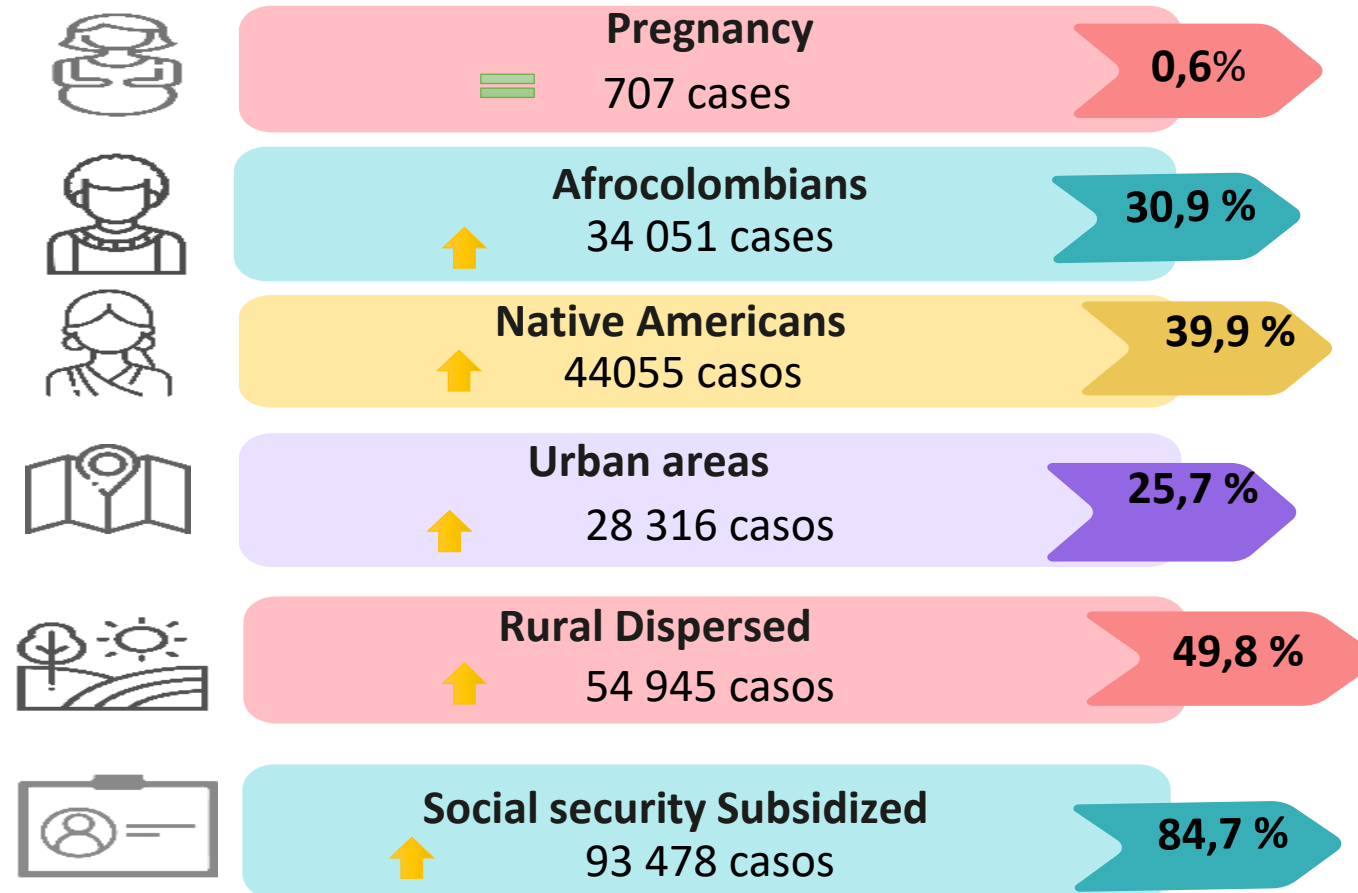 Pregnancy
707 cases
0,6%
Afrocolombians
34 051 cases
30,9 %
Native Americans
44055 casos
39,9 %
Urban areas
28 316 casos
25,7 %
Rural Dispersed
54 945 casos
49,8 %
Social security Subsidized
93 478 casos
84,7 %